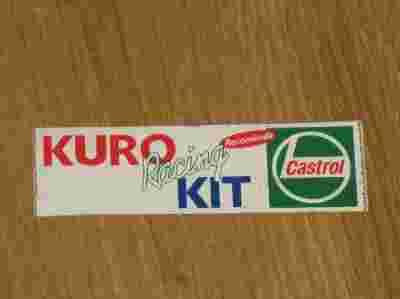 KURO
Racing
KIT
Recomienda
Castrol